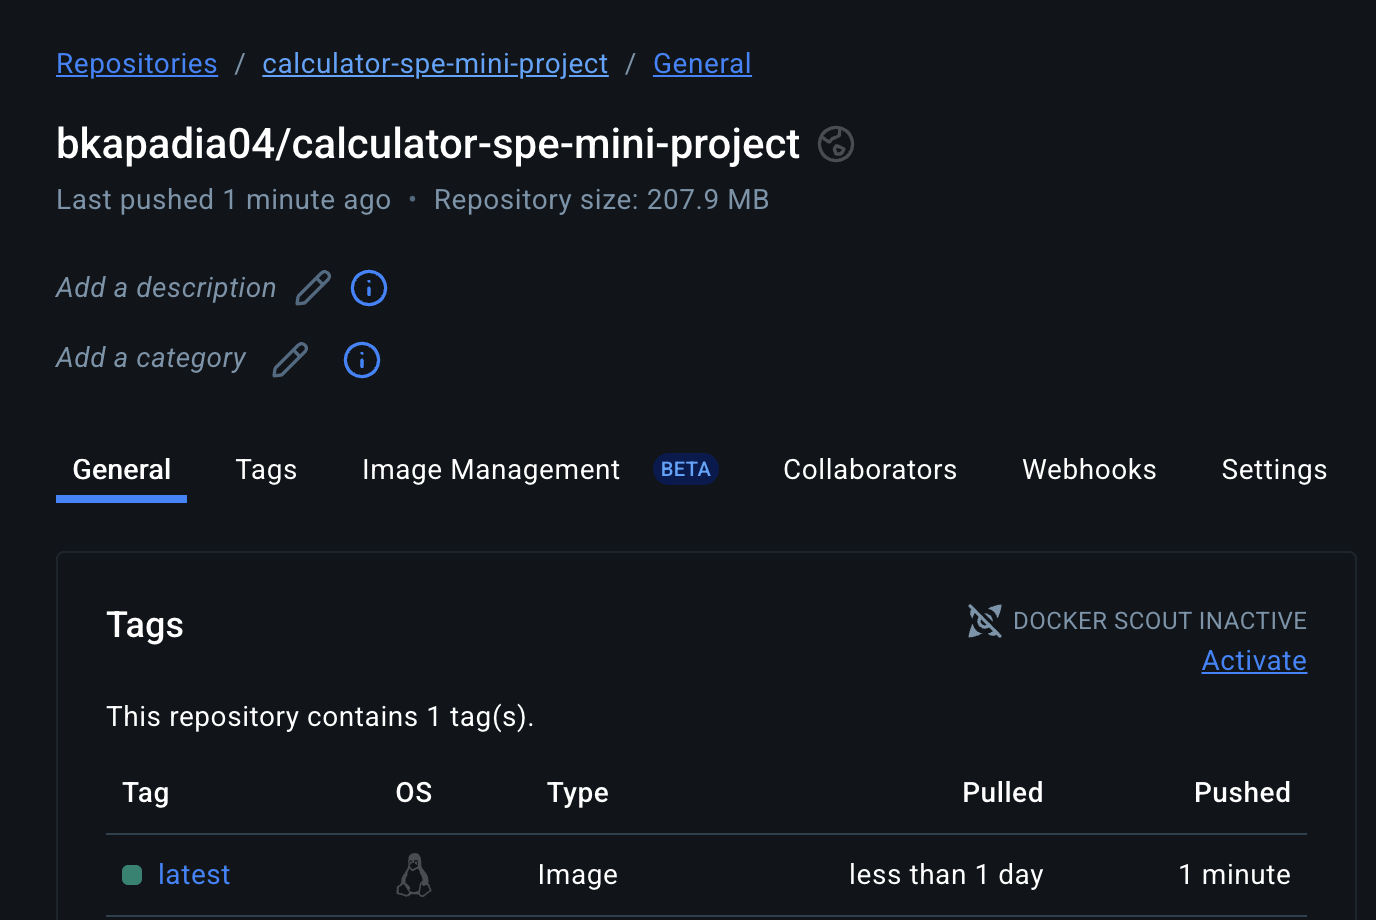 Repositories / calculator-spe-mini-project / General
bkapadia04/calculator-spe-mini-project
Last pushed 1 minute ago • Repository size: 207.9 MB
Add a description
Add a category
General Tags Image Management BETA Collaborators Webhooks Settings
Tags
DOCKER SCOUT INACTIVE
Activate
This repository contains 1 tag(s).
Tag OS Type Pulled Pushed
latest Image less than 1 day 1 minute